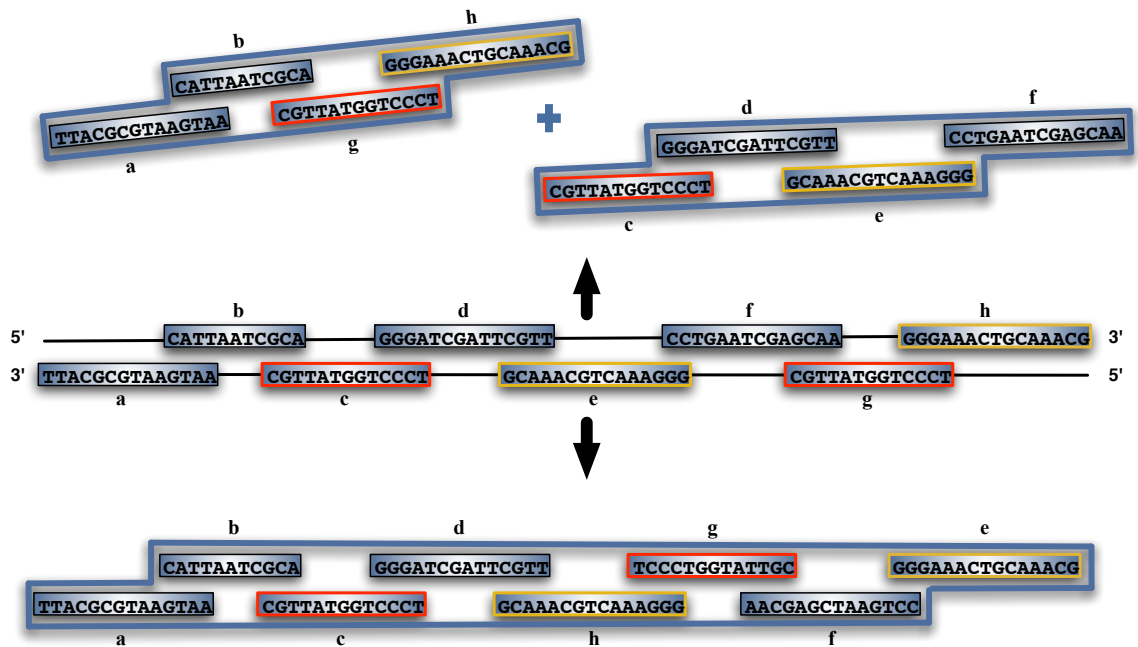 b
h
CATTAATCGCA
GGGAAACTGCAAACG
TTACGCGTAAGTAA
CGTTATGGTCCCT
a
g
+
d
f
GGGATCGATTCGTT
CCTGAATCGAGCAA
CGTTATGGTCCCT
GCAAACGTCAAAGGG
c
e
b d f h
5' CATTAATCGCA GGGATCGATTCGTT CCTGAATCGAGCAA GGGAAACTGCAAACG 3'
3' TTACGCGTAAGTAA CGTTATGGTCCCT GCAAACGTCAAAGGG CGTTATGGTCCCT 5'
a c e g
b d g e
CATTAATCGCA GGGATCGATTCGTT TCCCTGGTATTGC GGGAAACTGCAAACG
TTACGCGTAAGTAA CGTTATGGTCCCT GCAAACGTCAAAGGG AACGAGCTAAGTCC
a c h f